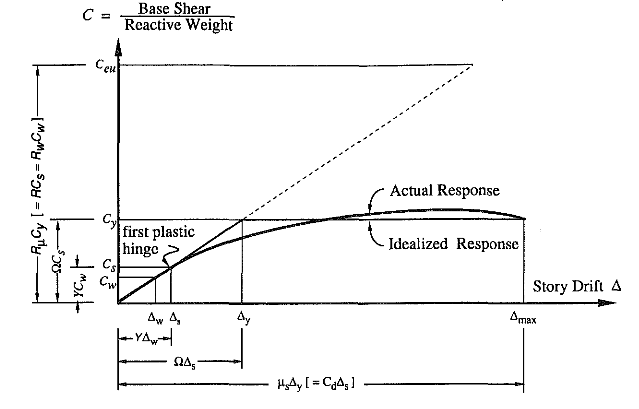 C = Base Shear
Reactive Weight
C_eu
R_μC_y [ = RC_s = R_wC_w ]
Actual Response
C_y
first plastic
hinge
Idealized Response
ΩC_s
C_s
YC_w
C_w
Story Drift Δ
Δ_w Δ_s Δ_y Δ_max
YΔ_w
ΩΔ_s
μ_sΔ_y [ = C_dΔ_s ]